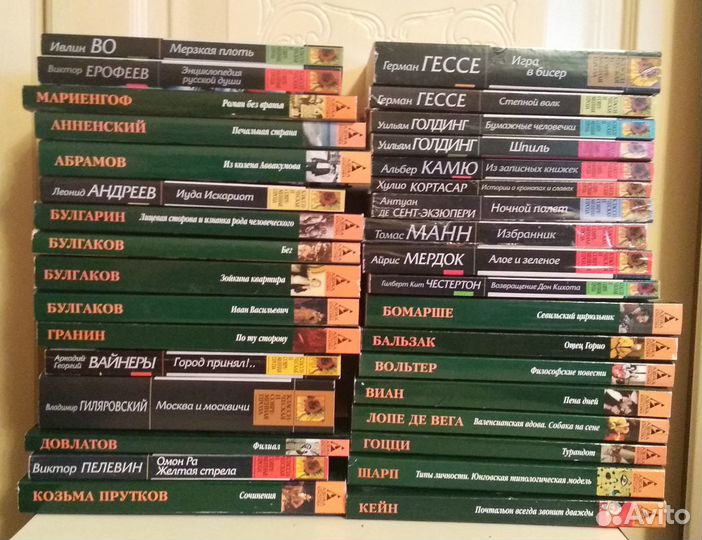 Ивлин ВО Мерзкая плоть
Виктор ЕРОФЕЕВ Энциклопедия русской души
МАРИЕНГОФ Роман без вранья
АННЕНСКИЙ Печальная страна
АБРАМОВ Из колена Аввакумова
Леонид АНДРЕЕВ Иуда Искариот
БУЛГАРИН Лицевая сторона и изнанка рода человеческого
БУЛГАКОВ Бег
БУЛГАКОВ Зойкина квартира
БУЛГАКОВ Иван Васильевич
ГРАНИН По ту сторону
Аркадий Георгий ВАЙНЕРЫ Город принял!..
Владимир ГИЛЯРОВСКИЙ Москва и москвичи
ДОВЛАТОВ Филиал
Виктор ПЕЛЕВИН Омон Ра Желтая стрела
КОЗЬМА ПРУТКОВ Сочинения
Герман ГЕССЕ Игра в бисер
Герман ГЕССЕ Степной волк
Уильям ГОЛДИНГ Бумажные человечки
Уильям ГОЛДИНГ Шпиль
Альбер КАМЮ Из записных книжек
Хулио КОРТАСАР Истории о кронопах и славах
Антуан ДЕ СЕНТ-ЭКЗЮПЕРИ Ночной полет
Томас МАНН Избранник
Айрис МЕРДОК Алое и зеленое
Гилберт Кит ЧЕСТЕРТОН Возвращение Дон Кихота
БОМАРШЕ Севильский цирюльник
БАЛЬЗАК Отец Горио
ВОЛЬТЕР Философские повести
ВИАН Пена дней
ЛОПЕ ДЕ ВЕГА Валенсианская вдова. Собака на сене
ГОЦЦИ Турандот
ШАРП Типы личности. Юнговская типологическая модель
КЕЙН Почтальон всегда звонит дважды
Avito